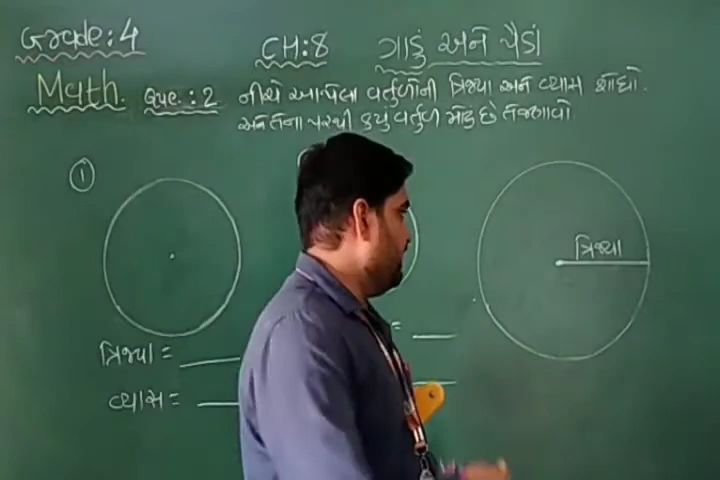 Grade : 4
CH : 8 ગાડું અને પૈડાં
Math. Que. : 2 નીચે આપેલા વર્તુળોની ત્રિજ્યા અને વ્યાસ શોધો.
અને તેના પરથી કયું વર્તુળ મોટું છે તે જણાવો
1
ત્રિજ્યા
ત્રિજ્યા = =
વ્યાસ =